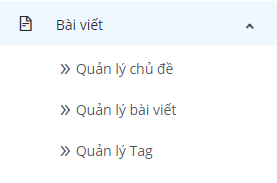 Bài viết
Quản lý chủ đề
Quản lý bài viết
Quản lý Tag